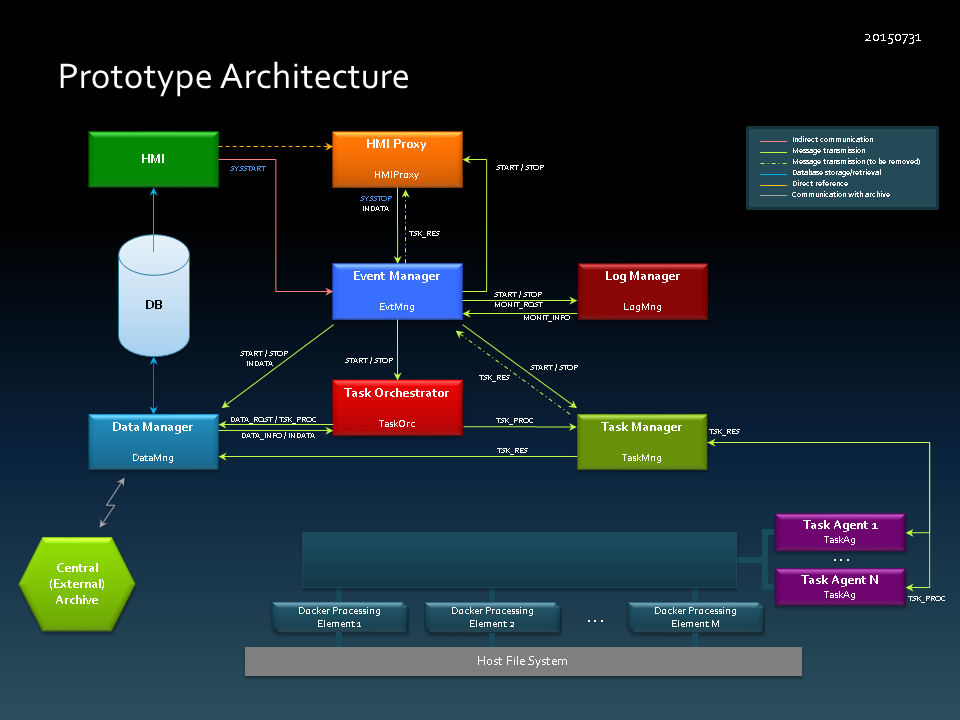 20150731
Prototype Architecture
HMI
SYSSTART
HMI Proxy
HMIProxy
START / STOP
Indirect communication
Message transmission
Message transmission (to be removed)
Database storage/retrieval
Direct reference
Communication with archive
SYSSTOP
INDATA
TSK_RES
DB
Event Manager
EvtMng
START / STOP
MONIT_ROST
MONIT_INFO
Log Manager
LogMng
START / STOP
INDATA
START / STOP
START / STOP
TSK_RES
Task Orchestrator
TaskOrc
Data Manager
DataMng
DATA_ROST / TSK_PROC
DATA_INFO / INDATA
TSK_PROC
TSK_RES
Task Manager
TaskMng
TSK_RES
Central
(External)
Archive
Task Agent 1
TaskAg
...
Task Agent N
TaskAg
TSK_PROC
Docker Processing
Element 1
Docker Processing
Element 2
...
Docker Processing
Element M
Host File System